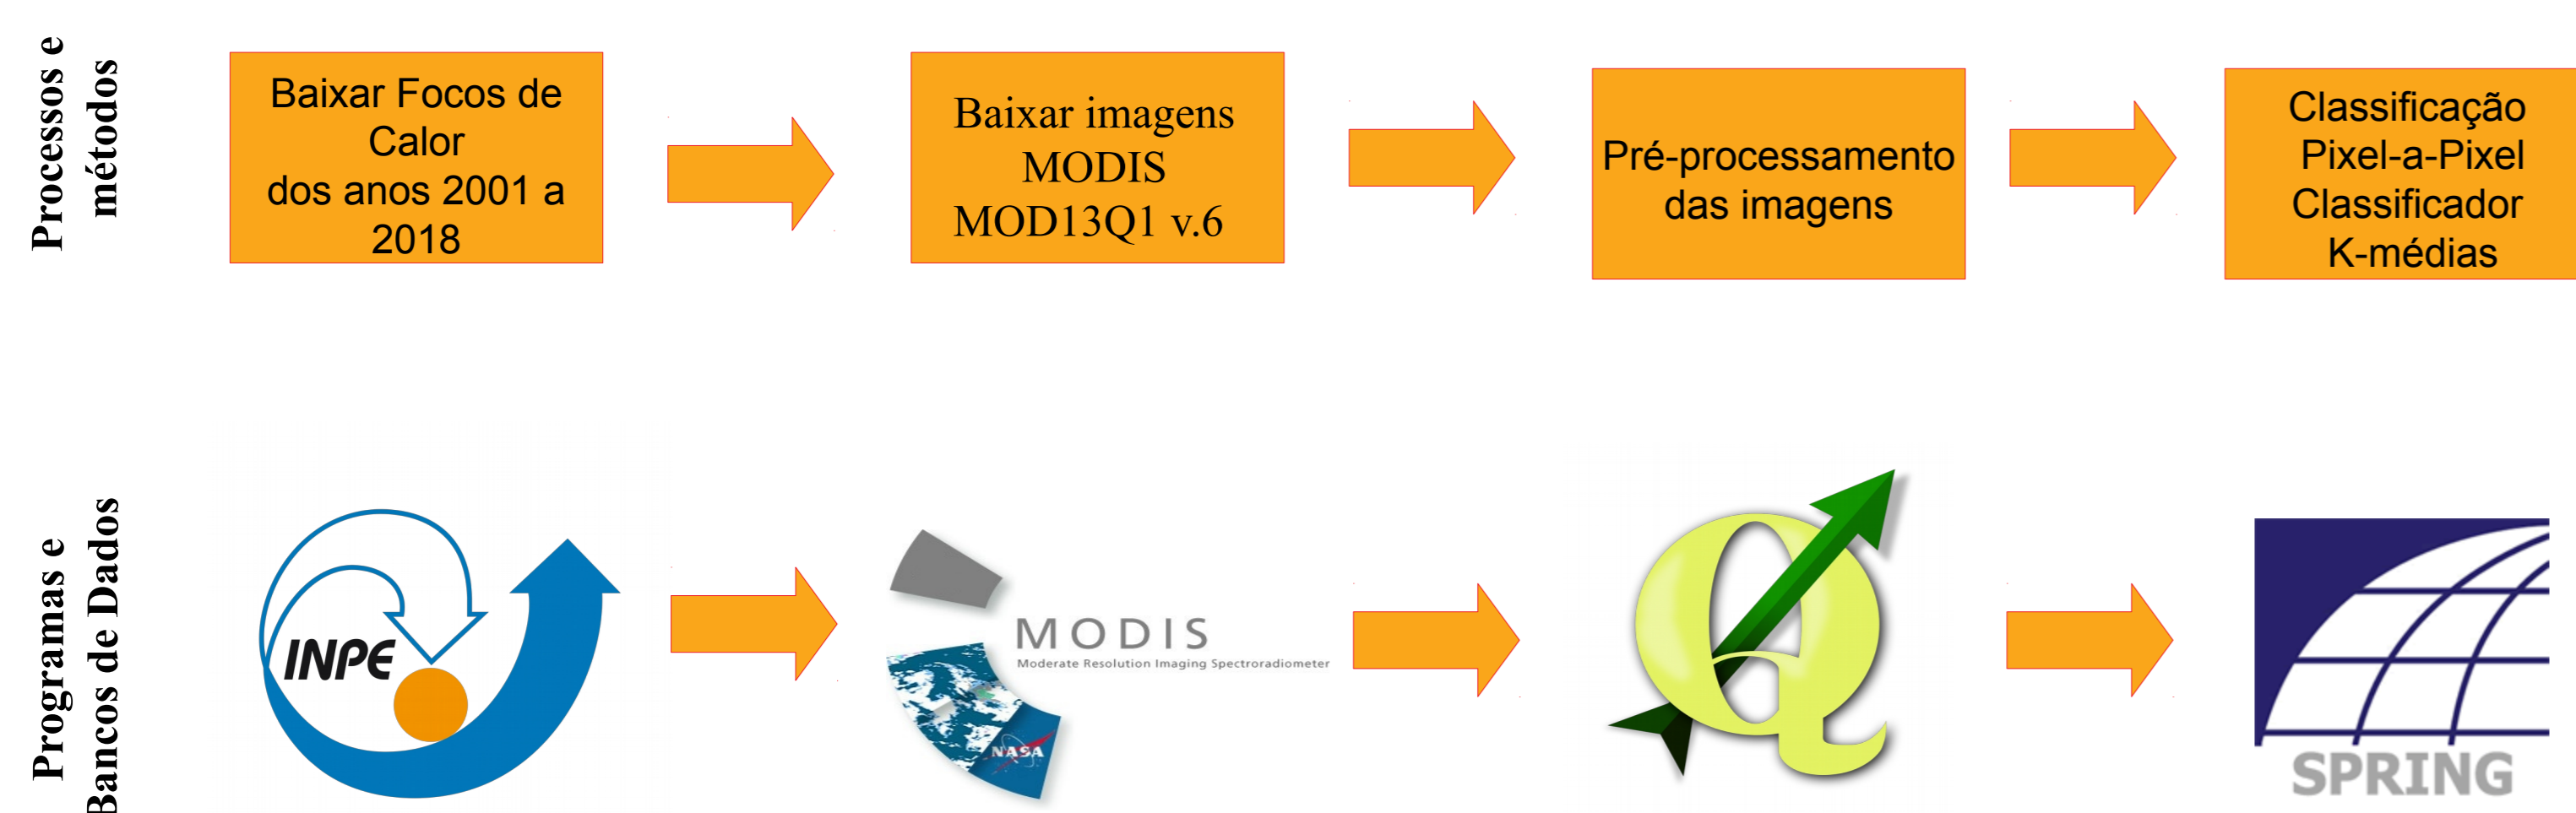 Processos e
métodos
Baixar Focos de
Calor
dos anos 2001 a
2018
Baixar imagens
MODIS
MOD13Q1 v.6
Pré-processamento
das imagens
Classificação
Pixel-a-Pixel
Classificador
K-médias
Programas e
Bancos de Dados
INPE
MODIS
Moderate Resolution Imaging Spectroradiometer
NASA
SPRING